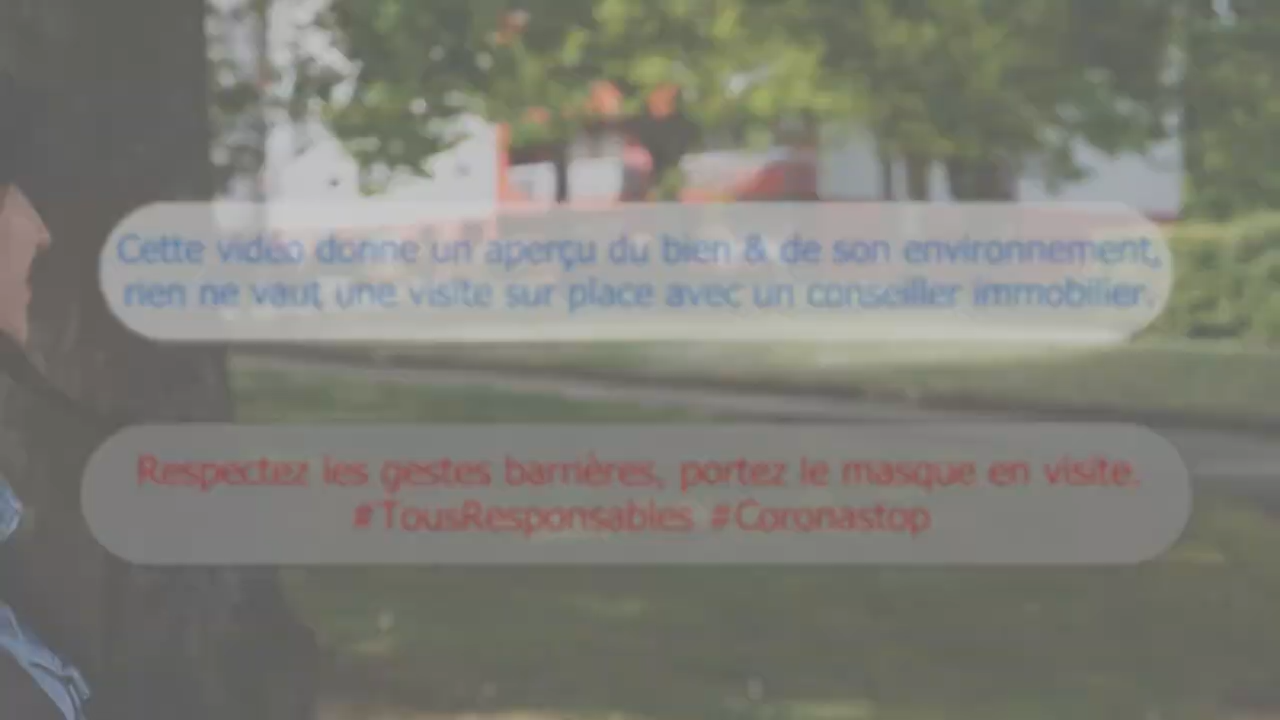 Cette vidéo donne un aperçu du bien & de son environnement,
rien ne vaut une visite sur place avec un conseiller immobilier.
Respectez les gestes barrières, portez le masque en visite.
#TousResponsables #Coronastop